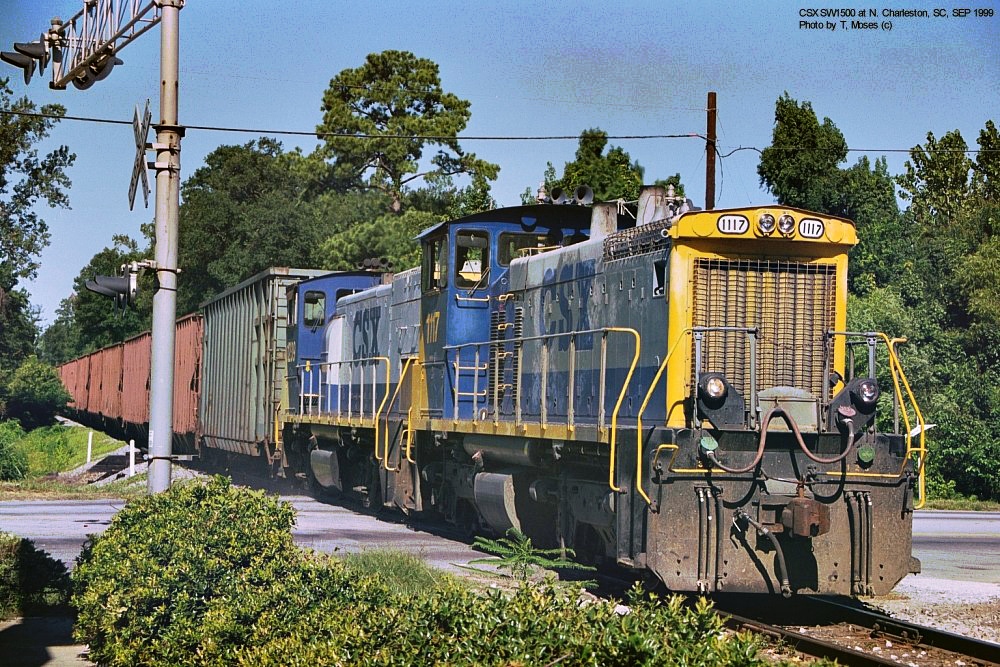 CSX SW1500 at N. Charleston, SC, SEP 1999
Photo by T, Moses (c)
1117
1117
1117
CSX
CSX